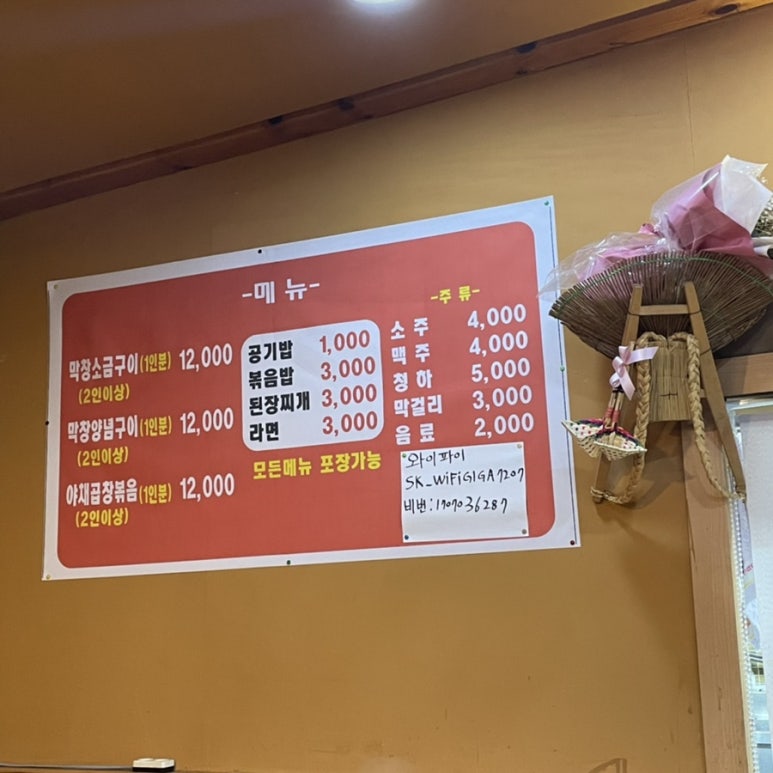 -메 뉴-
막창소금구이(1인분) 12,000
(2인이상)
막창양념구이(1인분) 12,000
(2인이상)
야채곱창볶음(1인분) 12,000
(2인이상)
공기밥 1,000
볶음밥 3,000
된장찌개 3,000
라면 3,000
모든메뉴 포장가능
-주 류-
소 주 4,000
맥 주 4,000
청 하 5,000
막걸리 3,000
음 료 2,000
와이파이
SK_WiFiGIGA7207
비번 : 1707036287